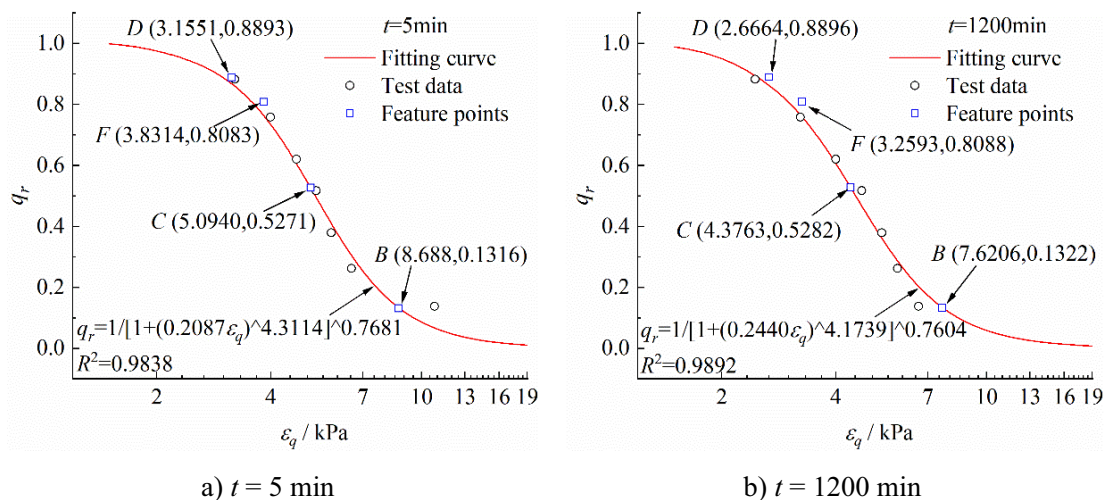 t=5min
D (3.1551,0.8893)
Fitting curvc
Test data
Feature points
F (3.8314,0.8083)
C (5.0940,0.5271)
B (8.688,0.1316)
q_r=1/[1+(0.2087ε_q)^4.3114]^0.7681
R²=0.9838
q_r
1.0
0.8
0.6
0.4
0.2
0.0
2 4 7 10 13 16 19
ε_q / kPa
a) t = 5 min
t=1200min
D (2.6664,0.8896)
Fitting curvc
Test data
Feature points
F (3.2593,0.8088)
C (4.3763,0.5282)
B (7.6206,0.1322)
q_r=1/[1+(0.2440ε_q)^4.1739]^0.7604
R²=0.9892
q_r
1.0
0.8
0.6
0.4
0.2
0.0
2 4 7 10 13 16 19
ε_q / kPa
b) t = 1200 min